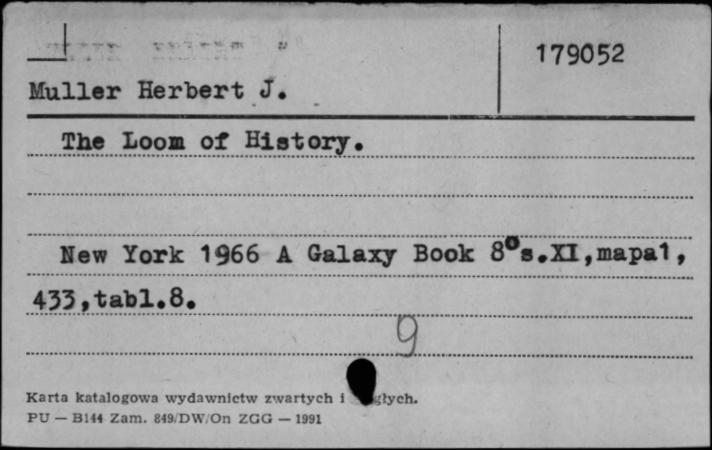 179052
Muller Herbert J.
The Loom of History.
New York 1966 A Galaxy Book 8°s.XI,mapa1,
433,tabl.8.
9
Karta katalogowa wydawnictw zwartych i
PU — B144 Zam. 849/DW/On ZGG — 1991